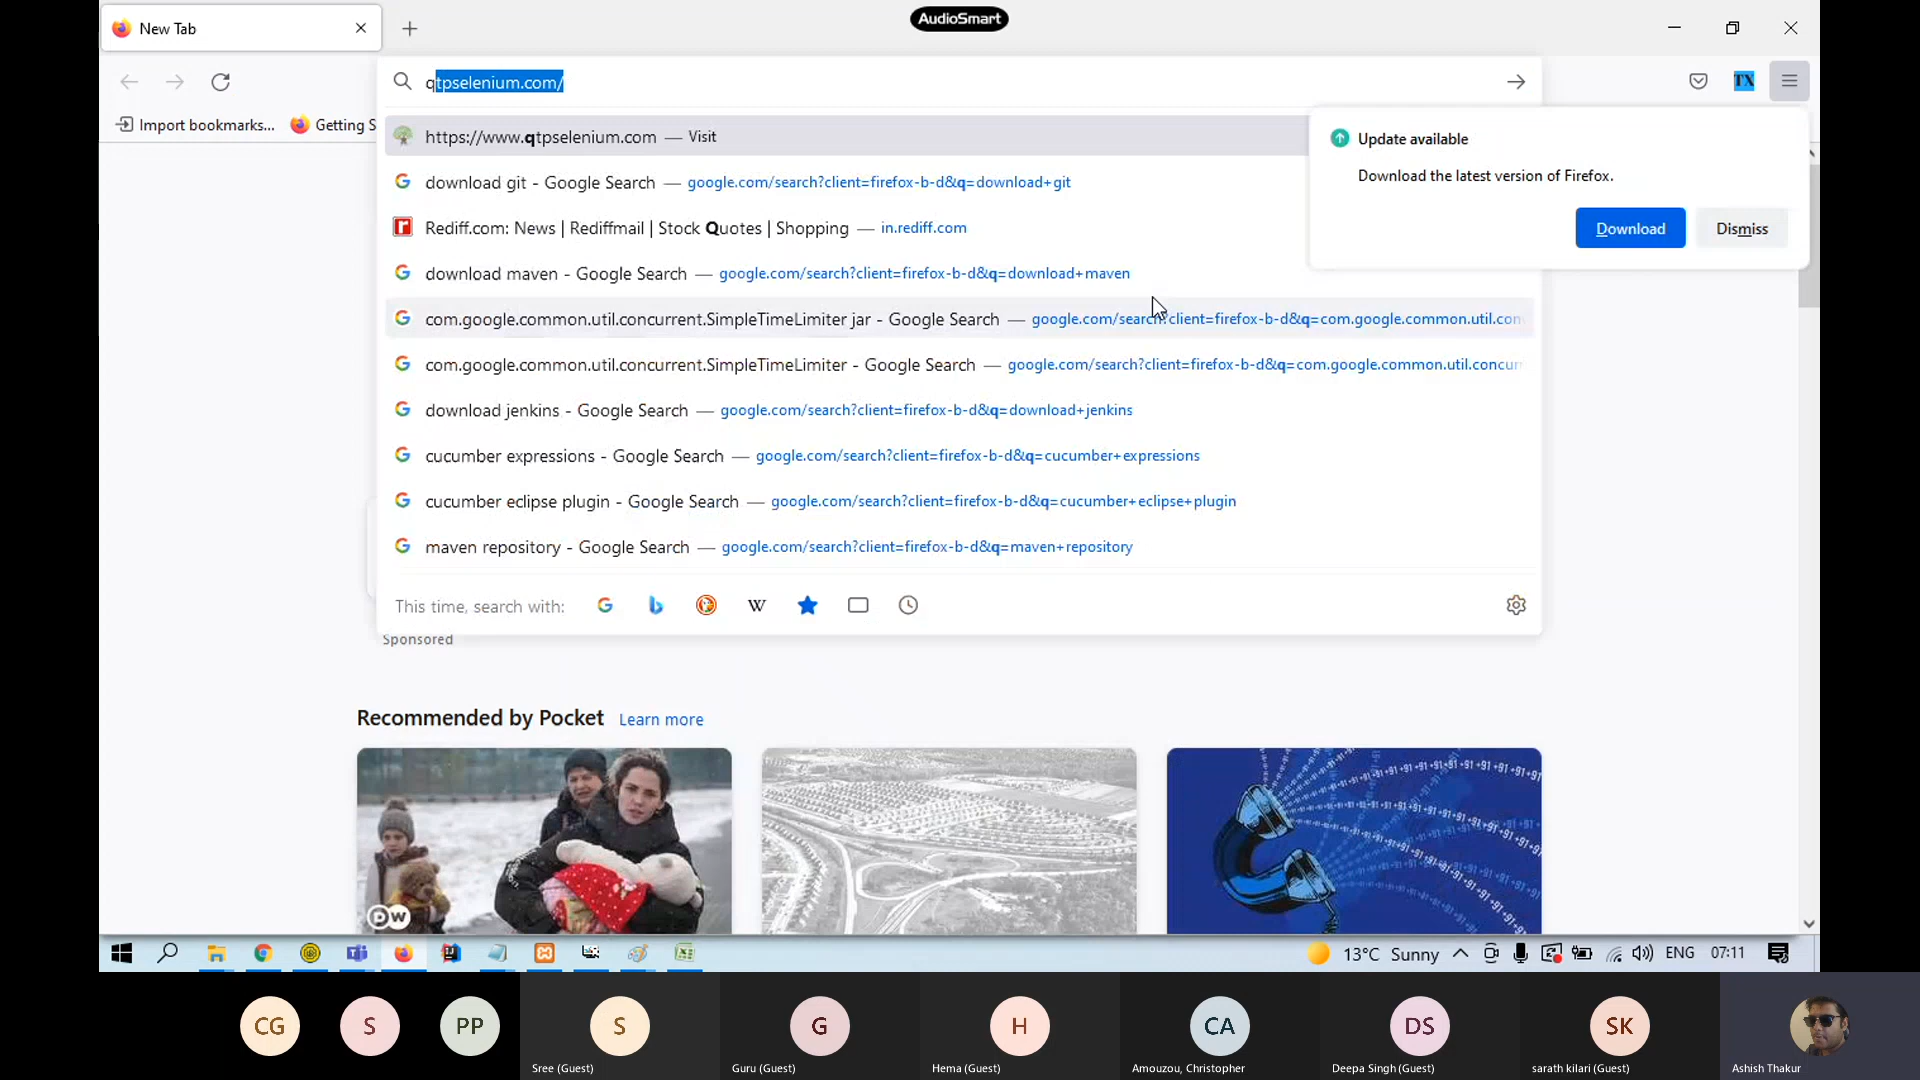 New Tab
AudioSmart
qtpselenium.com/
TX
Import bookmarks...
Getting S
https://www.qtpselenium.com — Visit
download git - Google Search — google.com/search?client=firefox-b-d&q=download+git
Rediff.com: News | Rediffmail | Stock Quotes | Shopping — in.rediff.com
download maven - Google Search — google.com/search?client=firefox-b-d&q=download+maven
com.google.common.util.concurrent.SimpleTimeLimiter jar - Google Search — google.com/search?client=firefox-b-d&q=com.google.common.util.con
com.google.common.util.concurrent.SimpleTimeLimiter - Google Search — google.com/search?client=firefox-b-d&q=com.google.common.util.concur
download jenkins - Google Search — google.com/search?client=firefox-b-d&q=download+jenkins
cucumber expressions - Google Search — google.com/search?client=firefox-b-d&q=cucumber+expressions
cucumber eclipse plugin - Google Search — google.com/search?client=firefox-b-d&q=cucumber+eclipse+plugin
maven repository - Google Search — google.com/search?client=firefox-b-d&q=maven+repository
This time, search with:
Update available
Download the latest version of Firefox.
Download
Dismiss
Sponsored
Recommended by Pocket Learn more
DW
+91 +91 +91 +91
13°C Sunny
ENG
07:11
CG
S
PP
S
G
H
CA
DS
SK
Sree (Guest)
Guru (Guest)
Hema (Guest)
Amouzou, Christopher
Deepa Singh (Guest)
sarath kilari (Guest)
Ashish Thakur